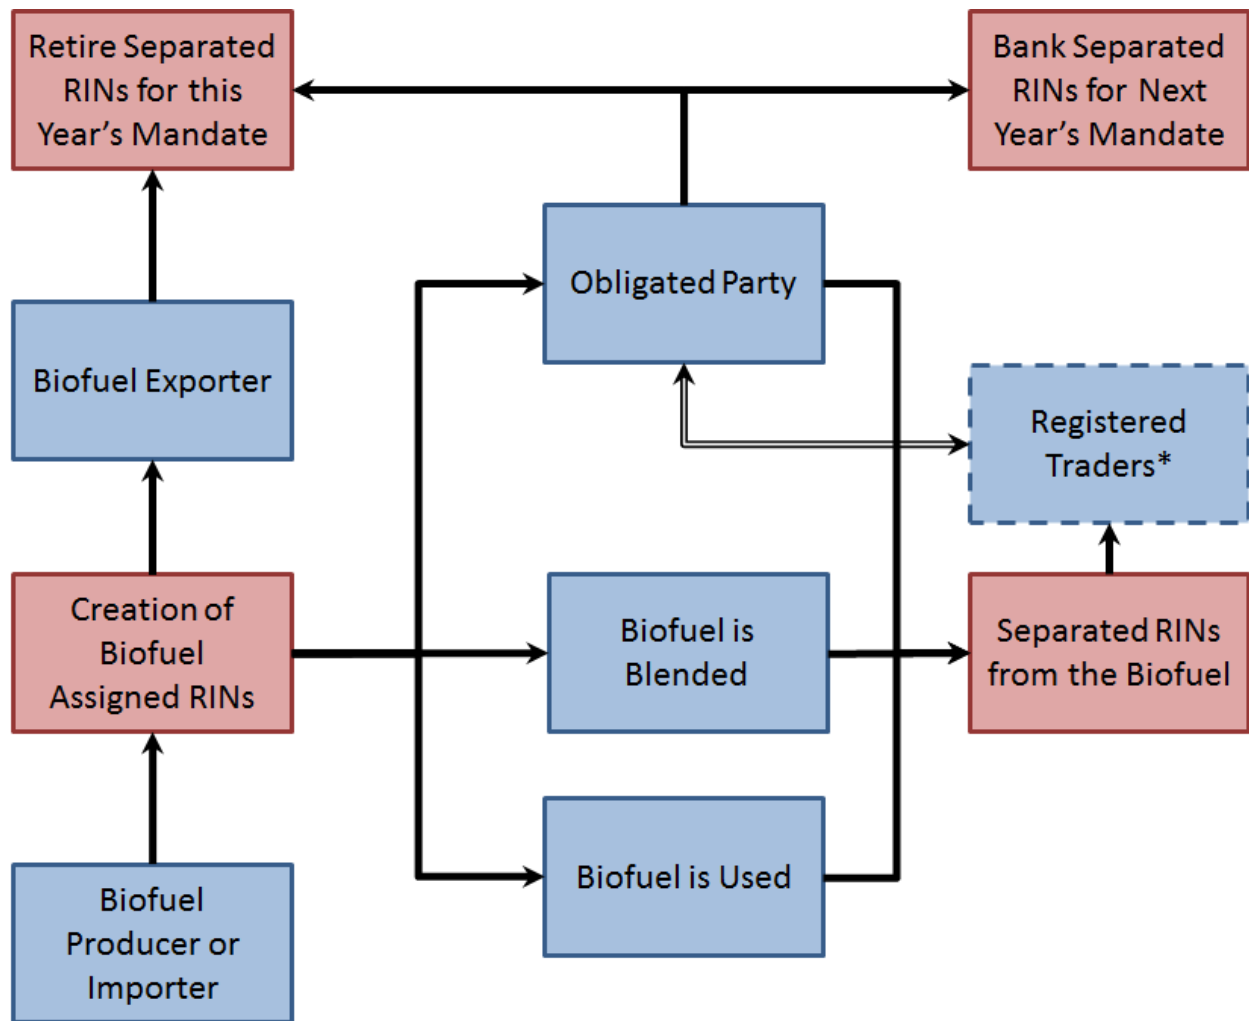 Retire Separated
RINs for this
Year’s Mandate
Bank Separated
RINs for Next
Year’s Mandate
Obligated Party
Biofuel Exporter
Registered
Traders*
Creation of
Biofuel
Assigned RINs
Biofuel is
Blended
Separated RINs
from the Biofuel
Biofuel is Used
Biofuel
Producer or
Importer